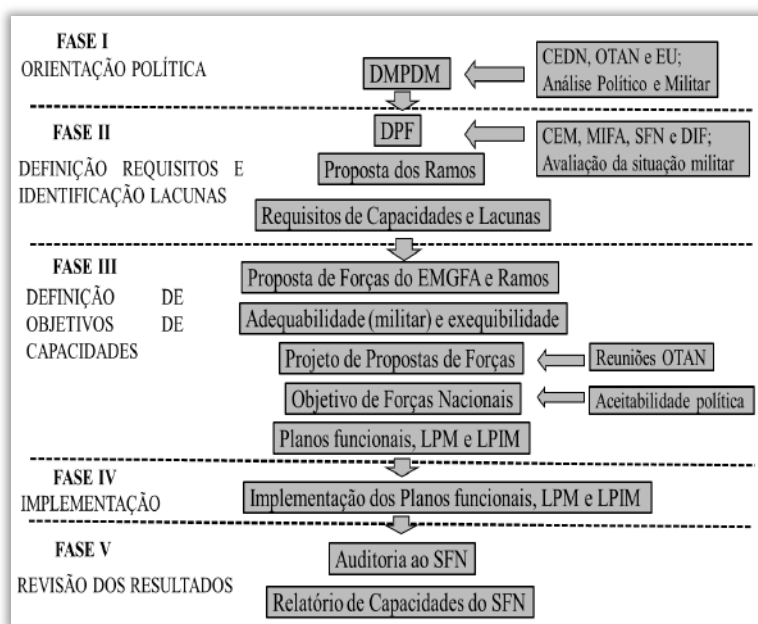 FASE I
ORIENTAÇÃO POLÍTICA
DMPDM
CEDN, OTAN e EU;
Análise Político e Militar
FASE II
DEFINIÇÃO REQUISITOS E
IDENTIFICAÇÃO LACUNAS
DPF
CEM, MIFA, SFN e DIF;
Avaliação da situação militar
Proposta dos Ramos
Requisitos de Capacidades e Lacunas
FASE III
DEFINIÇÃO DE
OBJETIVOS DE
CAPACIDADES
Proposta de Forças do EMGFA e Ramos
Adequabilidade (militar) e exequibilidade
Projeto de Propostas de Forças
Reuniões OTAN
Objetivo de Forças Nacionais
Aceitabilidade política
Planos funcionais, LPM e LPIM
FASE IV
IMPLEMENTAÇÃO
Implementação dos Planos funcionais, LPM e LPIM
FASE V
REVISÃO DOS RESULTADOS
Auditoria ao SFN
Relatório de Capacidades do SFN